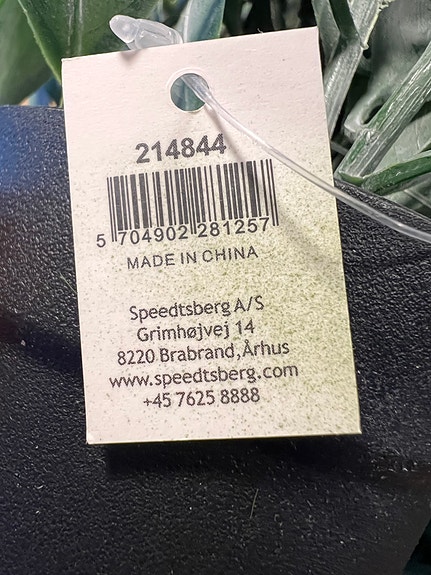 214844
5 704902 281257
MADE IN CHINA
Speedtsberg A/S
Grimhøjvej 14
8220 Brabrand, Århus
www.speedtsberg.com
+45 7625 8888